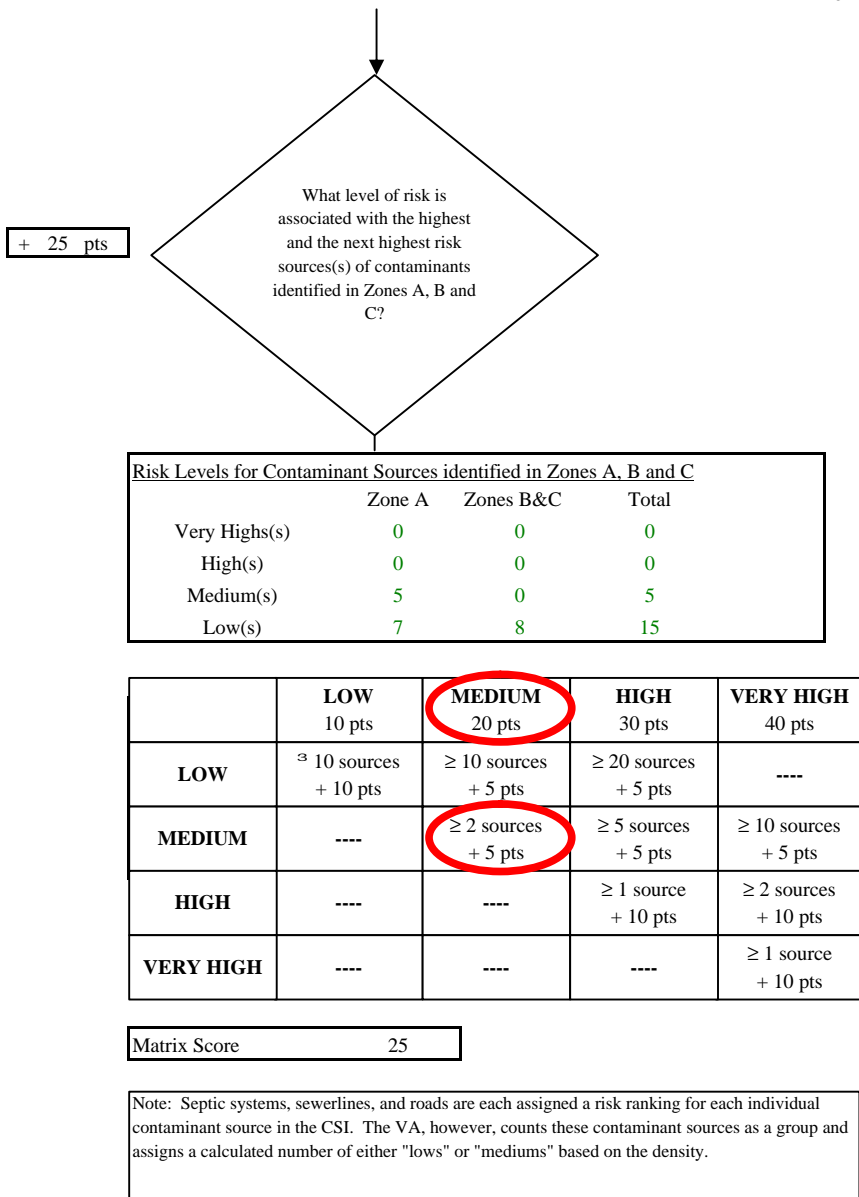 What level of risk is
associated with the highest
and the next highest risk
sources(s) of contaminants
identified in Zones A, B and
C?
+ 25 pts
Risk Levels for Contaminant Sources identified in Zones A, B and C
Zone A Zones B&C Total
Very Highs(s) 0 0 0
High(s) 0 0 0
Medium(s) 5 0 5
Low(s) 7 8 15
LOW MEDIUM HIGH VERY HIGH
10 pts 20 pts 30 pts 40 pts
LOW ³ 10 sources ≥ 10 sources ≥ 20 sources ----
+ 10 pts + 5 pts + 5 pts
MEDIUM ---- ≥ 2 sources ≥ 5 sources ≥ 10 sources
+ 5 pts + 5 pts + 5 pts
HIGH ---- ---- ≥ 1 source ≥ 2 sources
+ 10 pts + 10 pts
VERY HIGH ---- ---- ---- ≥ 1 source
+ 10 pts
Matrix Score 25
Note: Septic systems, sewerlines, and roads are each assigned a risk ranking for each individual
contaminant source in the CSI. The VA, however, counts these contaminant sources as a group and
assigns a calculated number of either "lows" or "mediums" based on the density.